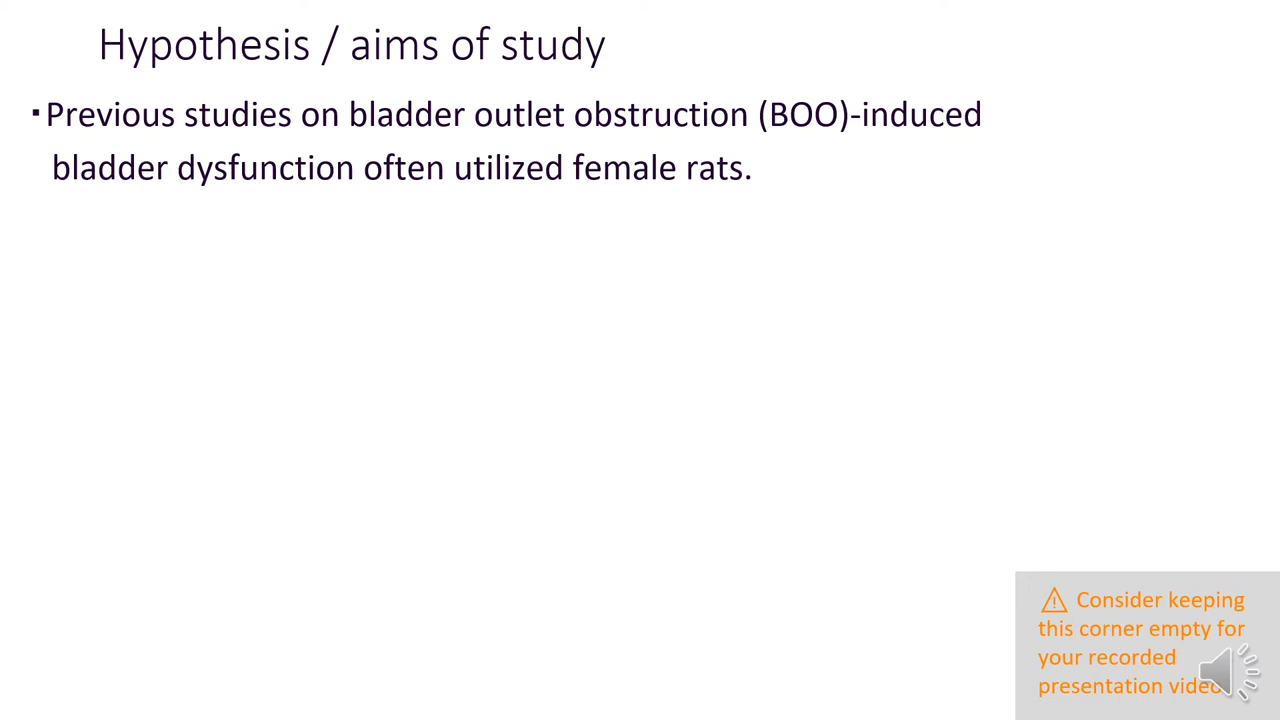 Hypothesis / aims of study
▪Previous studies on bladder outlet obstruction (BOO)-induced
bladder dysfunction often utilized female rats.
⚠ Consider keeping
this corner empty for
your recorded
presentation video